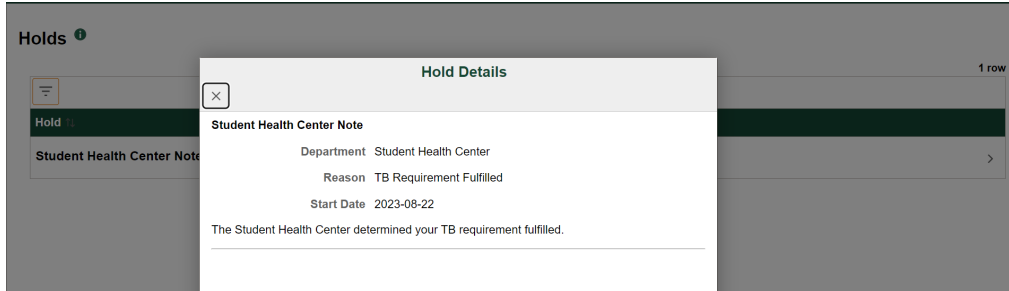 Holds
1 row
Hold Details
Hold
Student Health Center Note
Student Health Center Note
Department Student Health Center
Reason TB Requirement Fulfilled
Start Date 2023-08-22
The Student Health Center determined your TB requirement fulfilled.